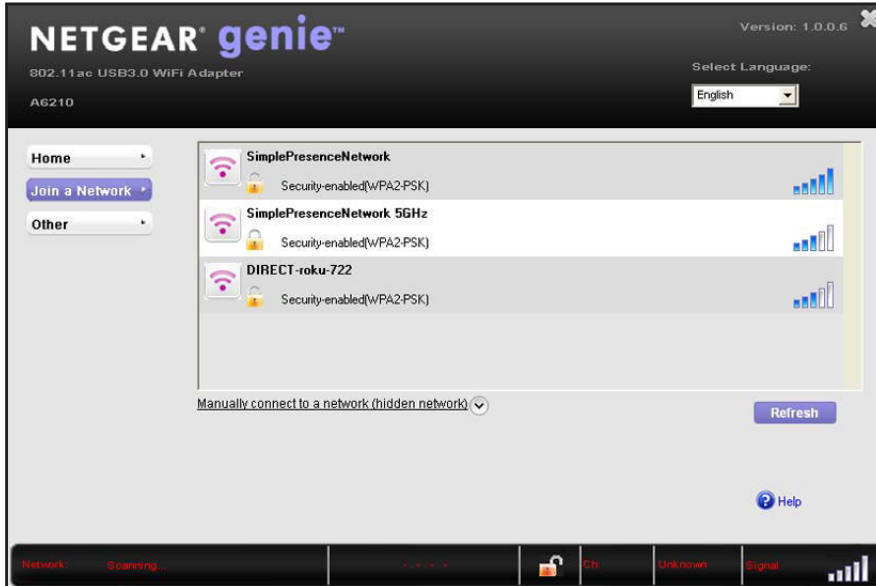 NETGEAR® genie™
Version: 1.0.0.6
802.11ac USB3.0 WiFi Adapter
Select Language:
A6210
English
Home
Join a Network
Other
SimplePresenceNetwork
Security-enabled(WPA2-PSK)
SimplePresenceNetwork 5GHz
Security-enabled(WPA2-PSK)
DIRECT-roku-722
Security-enabled(WPA2-PSK)
Manually connect to a network (hidden network)
Refresh
Help
Network: Scanning... -.-.-.- Ch: Unknown Signal